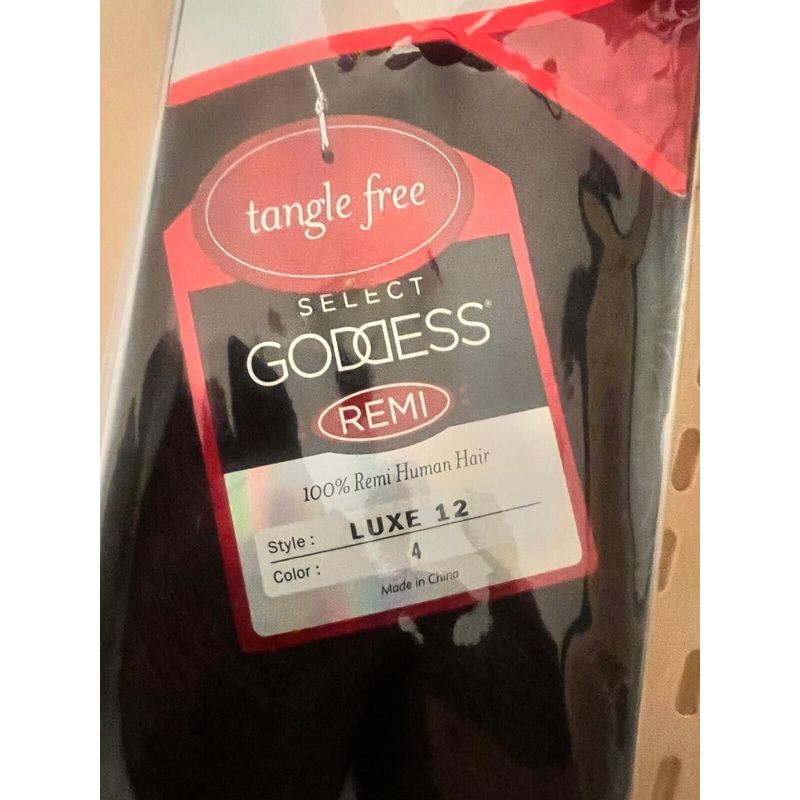 tangle free
SELECT
GODDESS®
REMI
100% Remi Human Hair
Style : LUXE 12
Color : 4
Made in China